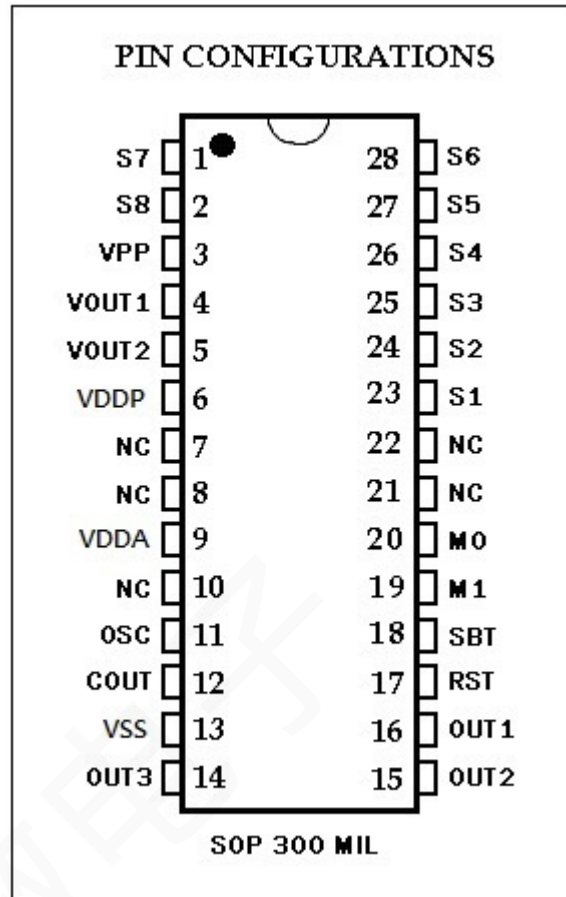 PIN CONFIGURATIONS
S7 1 28 S6
S8 2 27 S5
VPP 3 26 S4
VOUT1 4 25 S3
VOUT2 5 24 S2
VDDP 6 23 S1
NC 7 22 NC
NC 8 21 NC
VDDA 9 20 M0
NC 10 19 M1
OSC 11 18 SBT
COUT 12 17 RST
VSS 13 16 OUT1
OUT3 14 15 OUT2
SOP 300 MIL
电子